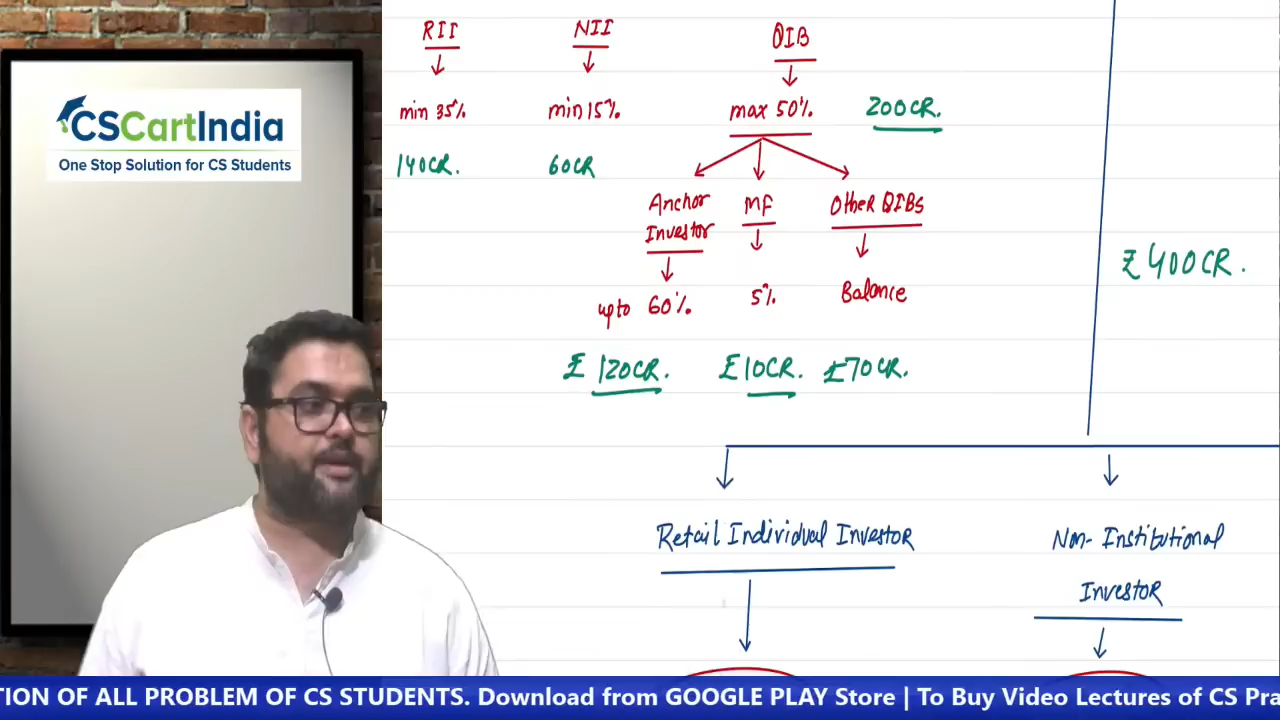 CSCartIndia
One Stop Solution for CS Students
RII NII QIB
min 35% min 15% max 50% 200CR.
140CR. 60CR
Anchor Investor MF Other QIBs
upto 60% 5% Balance
₹ 120CR. ₹10CR. ₹70CR.
₹400CR.
Retail Individual Investor
Non-Institutional
Investor
TION OF ALL PROBLEM OF CS STUDENTS. Download from GOOGLE PLAY Store | To Buy Video Lectures of CS Pra